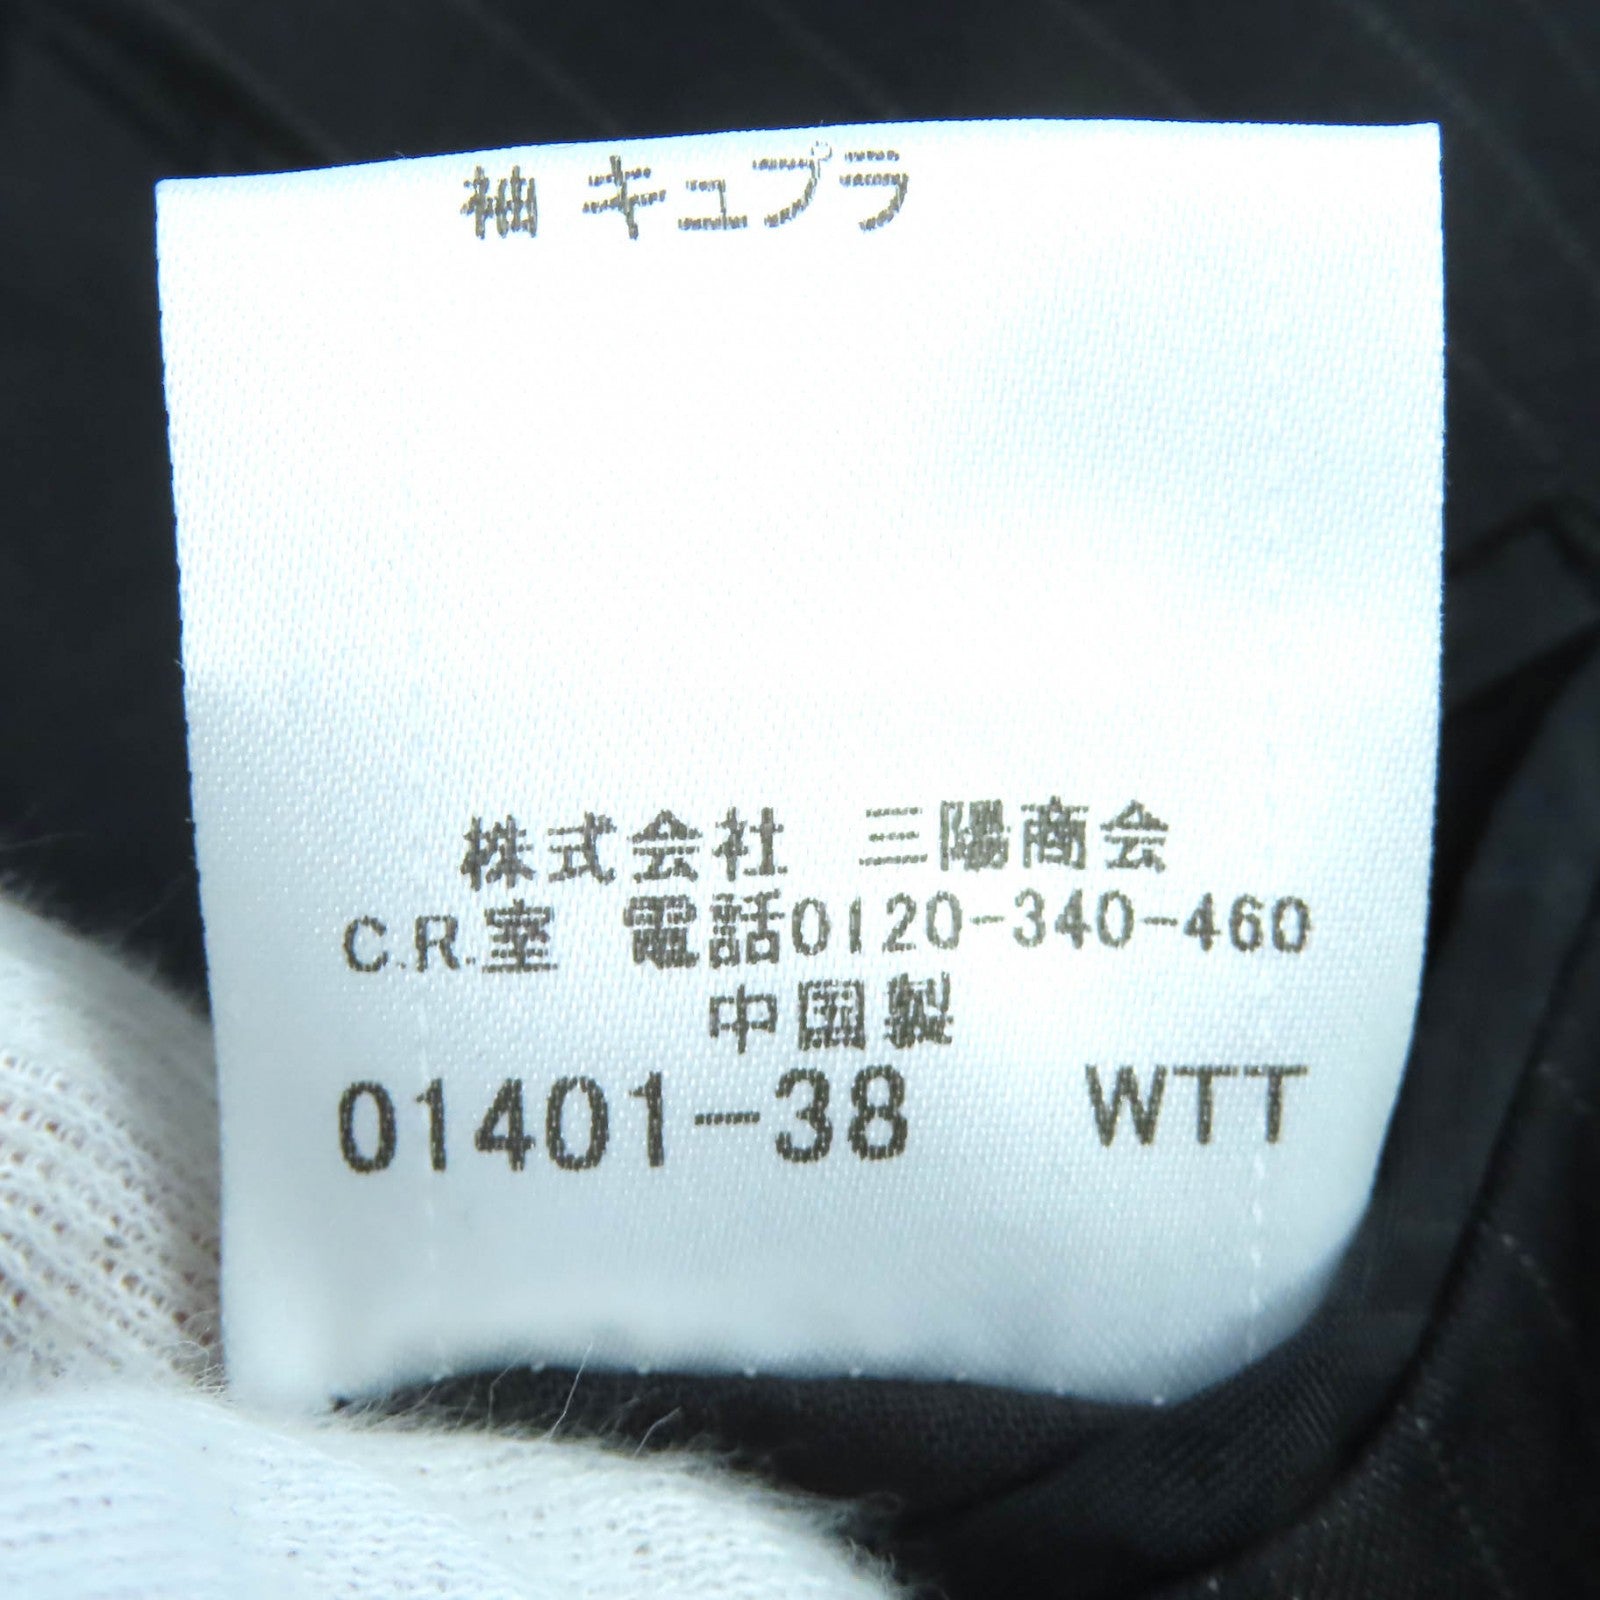 袖 キュプラ
株式会社 三陽商会
C.R.室 電話0120-340-460
中国製
01401-38 WTT